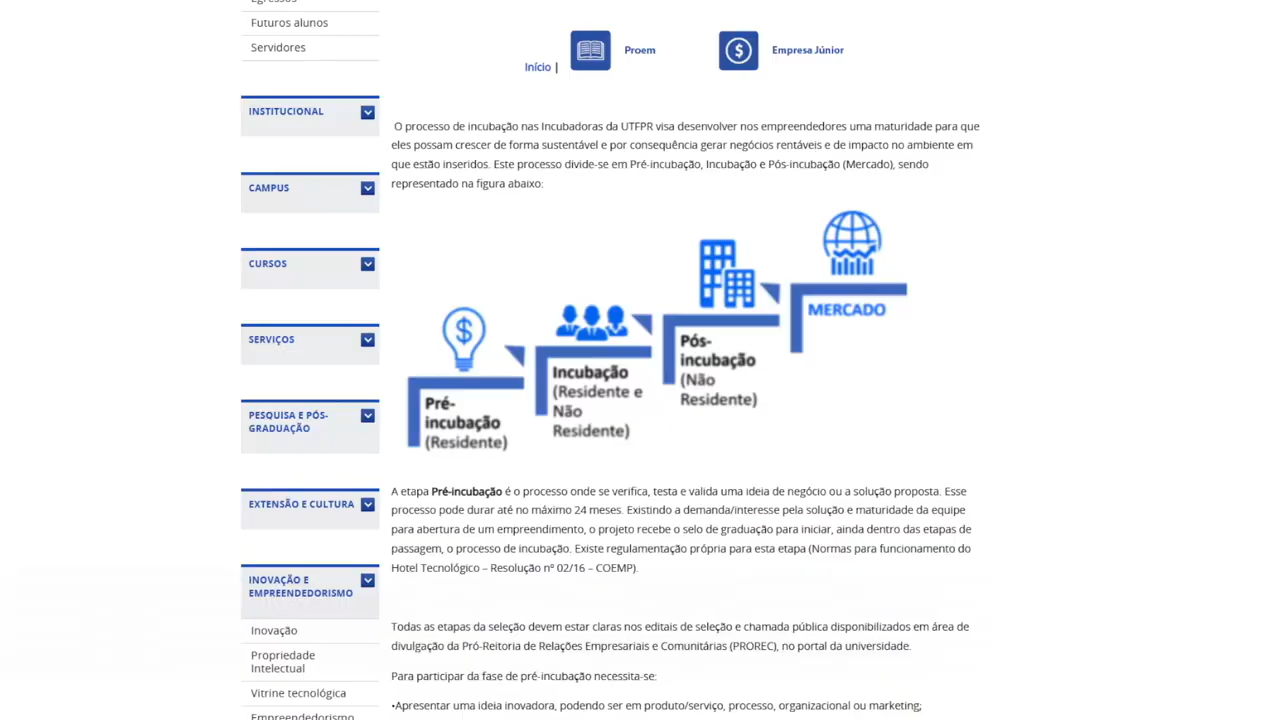 Egressos
Futuros alunos
Servidores
INSTITUCIONAL
CAMPUS
CURSOS
SERVIÇOS
PESQUISA E PÓS-
GRADUAÇÃO
EXTENSÃO E CULTURA
INOVAÇÃO E
EMPREENDEDORISMO
Inovação
Propriedade
Intelectual
Vitrine tecnológica
Empreendedorismo
Início |
Proem
Empresa Júnior
O processo de incubação nas Incubadoras da UTFPR visa desenvolver nos empreendedores uma maturidade para que
eles possam crescer de forma sustentável e por consequência gerar negócios rentáveis e de impacto no ambiente em
que estão inseridos. Este processo divide-se em Pré-incubação, Incubação e Pós-incubação (Mercado), sendo
representado na figura abaixo:
Pré-
incubação
(Residente)
Incubação
(Residente e
Não
Residente)
Pós-
incubação
(Não
Residente)
MERCADO
A etapa Pré-incubação é o processo onde se verifica, testa e valida uma ideia de negócio ou a solução proposta. Esse
processo pode durar até no máximo 24 meses. Existindo a demanda/interesse pela solução e maturidade da equipe
para abertura de um empreendimento, o projeto recebe o selo de graduação para iniciar, ainda dentro das etapas de
passagem, o processo de incubação. Existe regulamentação própria para esta etapa (Normas para funcionamento do
Hotel Tecnológico – Resolução nº 02/16 – COEMP).
Todas as etapas da seleção devem estar claras nos editais de seleção e chamada pública disponibilizados em área de
divulgação da Pró-Reitoria de Relações Empresariais e Comunitárias (PROREC), no portal da universidade.
Para participar da fase de pré-incubação necessita-se:
•Apresentar uma ideia inovadora, podendo ser em produto/serviço, processo, organizacional ou marketing;